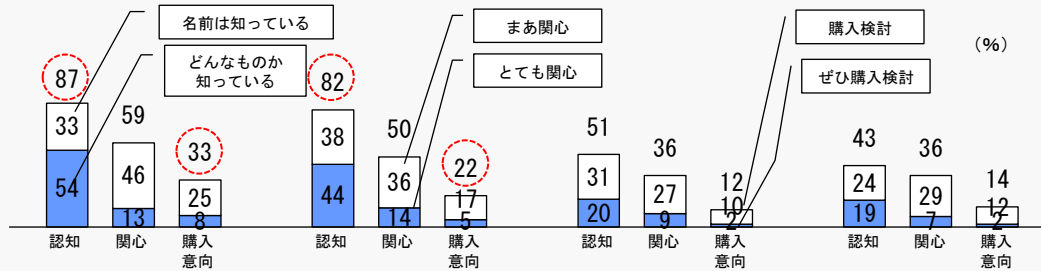 名前は知っている
まあ関心
購入検討
(%)
どんなものか
知っている
とても関心
ぜひ購入検討
87
82
33
59
38
50
51
36
43
36
54
46
33
44
36
22
31
27
12
24
29
14
13
25
14
17
20
9
10
19
7
12
8
5
2
2
認知
関心
購入
意向
認知
関心
購入
意向
認知
関心
購入
意向
認知
関心
購入
意向